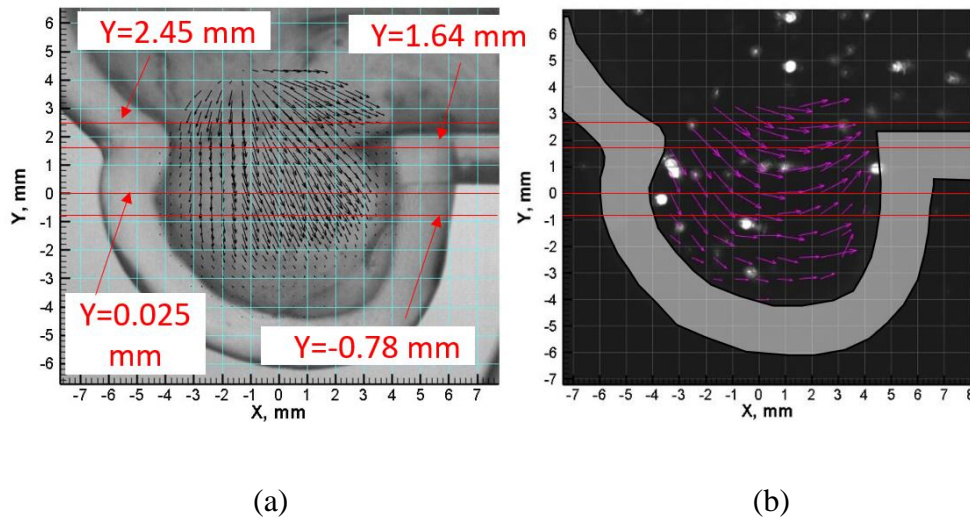 Y=2.45 mm
Y=1.64 mm
Y=0.025
mm
Y=-0.78 mm
Y, mm
6
5
4
3
2
1
0
-1
-2
-3
-4
-5
-6
-7 -6 -5 -4 -3 -2 -1 0 1 2 3 4 5 6 7
X, mm
Y, mm
6
5
4
3
2
1
0
-1
-2
-3
-4
-5
-6
-7
-7 -6 -5 -4 -3 -2 -1 0 1 2 3 4 5 6 7 8
X, mm
(a)
(b)